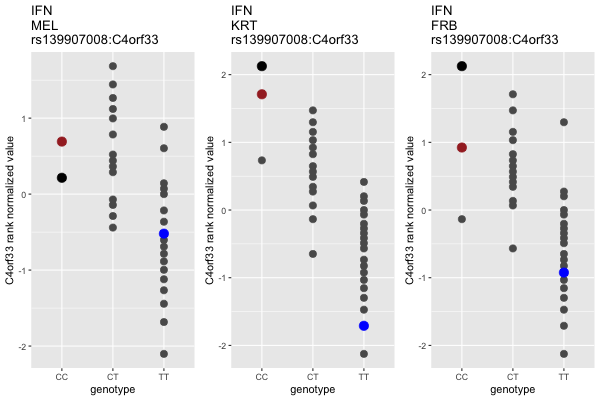 IFN
MEL
rs139907008:C4orf33
C4orf33 rank normalized value
1
0
-1
-2
CC
CT
TT
genotype
IFN
KRT
rs139907008:C4orf33
C4orf33 rank normalized value
2
1
0
-1
-2
CC
CT
TT
genotype
IFN
FRB
rs139907008:C4orf33
C4orf33 rank normalized value
2
1
0
-1
-2
CC
CT
TT
genotype